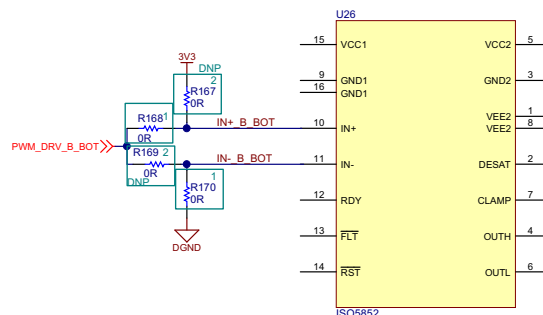 U26
3V3
DNP
2
R167
0R
15 VCC1 VCC2 5
9 GND1 GND2 3
16 GND1
VEE2 1
VEE2 8
R168 1
0R
IN+_B_BOT 10 IN+
PWM_DRV_B_BOT
R169 2
0R
DNP
IN-_B_BOT 11 IN- DESAT 2
1
R170
0R
12 RDY CLAMP 7
DGND
13 FLT OUTH 4
14 RST OUTL 6
ISO5852